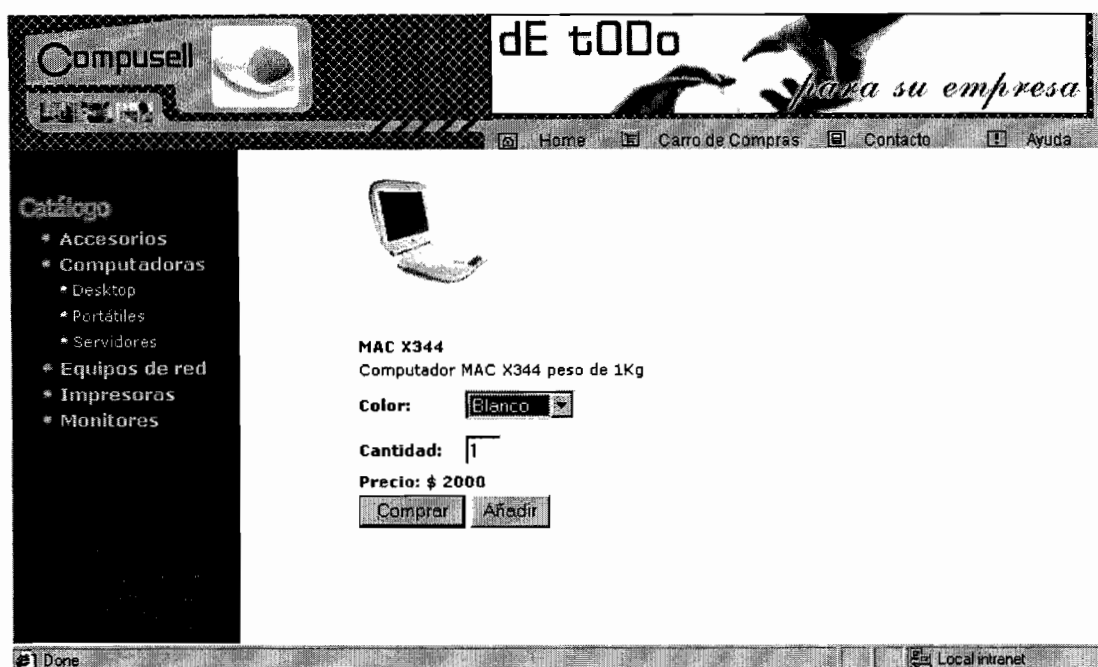 Compusell
dE tODo
para su empresa
Home Carro de Compras Contacto Ayuda
Catálogo
Accesorios
Computadoras
Desktop
Portátiles
Servidores
Equipos de red
Impresoras
Monitores
MAC X344
Computador MAC X344 peso de 1Kg
Color: Blanco
Cantidad: 1
Precio: $ 2000
Comprar Añadir
Done Local intranet